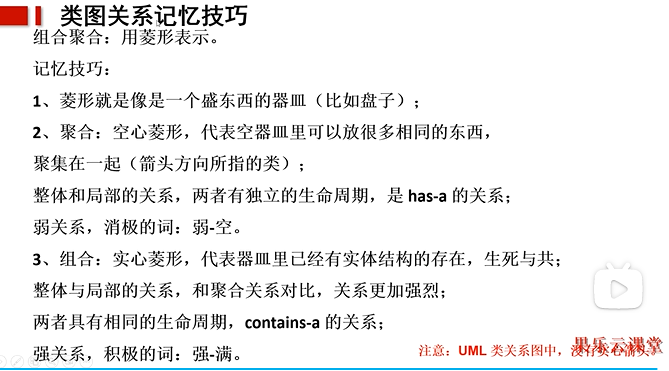 类图关系记忆技巧
组合聚合：用菱形表示。
记忆技巧：
1、菱形就是像是一个盛东西的器皿（比如盘子）；
2、聚合：空心菱形，代表空器皿里可以放很多相同的东西，
聚集在一起（箭头方向所指的类）；
整体和局部的关系，两者有独立的生命周期，是 has-a 的关系；
弱关系，消极的词：弱-空。
3、组合：实心菱形，代表器皿里已经有实体结构的存在，生死与共；
整体与局部的关系，和聚合关系对比，关系更加强烈；
两者具有相同的生命周期，contains-a 的关系；
强关系，积极的词：强-满。
注意：UML 类关系图中，没有实心箭头。
果乐云课堂